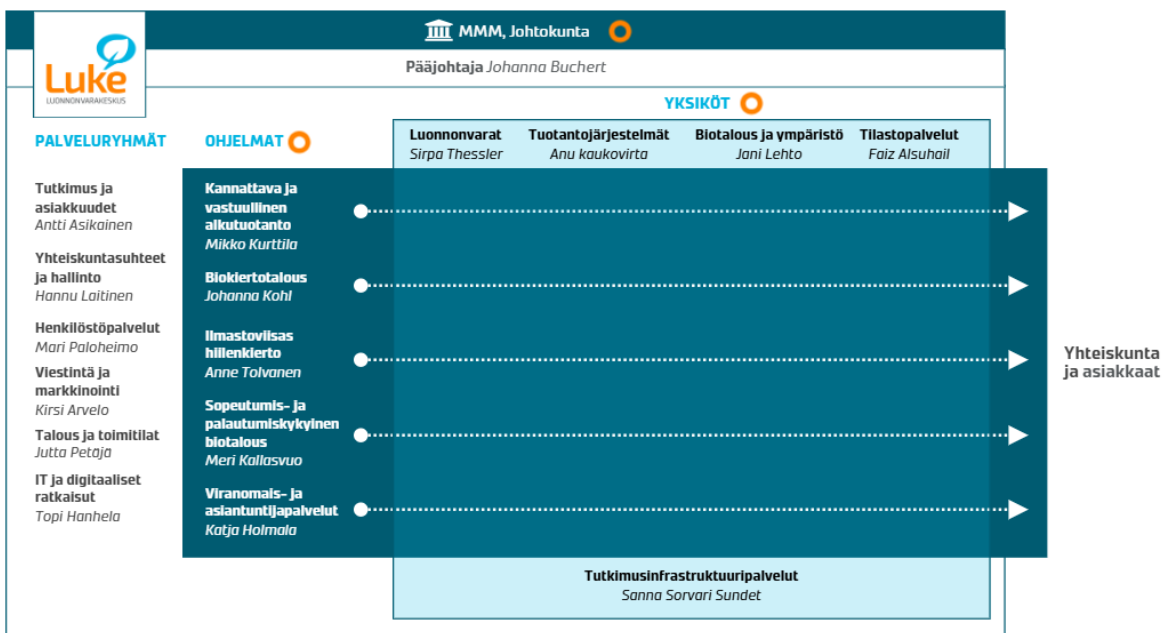 MMM, Johtokunta
Luke
LUONNONVARAKESKUS
Pääjohtaja Johanna Buchert
YKSIKÖT
PALVELURYHMÄT
OHJELMAT
Luonnonvarat
Sirpa Thessler
Tuotantojärjestelmät
Anu kaukovirta
Biotalous ja ympäristö
Jani Lehto
Tilastopalvelut
Faiz Alsuhail
Tutkimus ja
asiakkuudet
Antti Asikainen
Yhteiskuntasuhteet
ja hallinto
Hannu Laitinen
Henkilöstöpalvelut
Mari Paloheimo
Viestintä ja
markkinointi
Kirsi Arvelo
Talous ja toimitilat
Jutta Petäjä
IT ja digitaaliset
ratkaisut
Topi Hanhela
Kannattava ja
vastuullinen
alkutuotanto
Mikko Kurttila
Biokiertotalous
Johanna Kohl
Ilmastoviisas
hiilenkierto
Anne Tolvanen
Sopeutumis- ja
palautumiskykyinen
biotalous
Meri Kallasvuo
Viranomais- ja
asiantuntijapalvelut
Katja Holmala
Yhteiskunta
ja asiakkaat
Tutkimusinfrastruktuuripalvelut
Sanna Sorvari Sundet